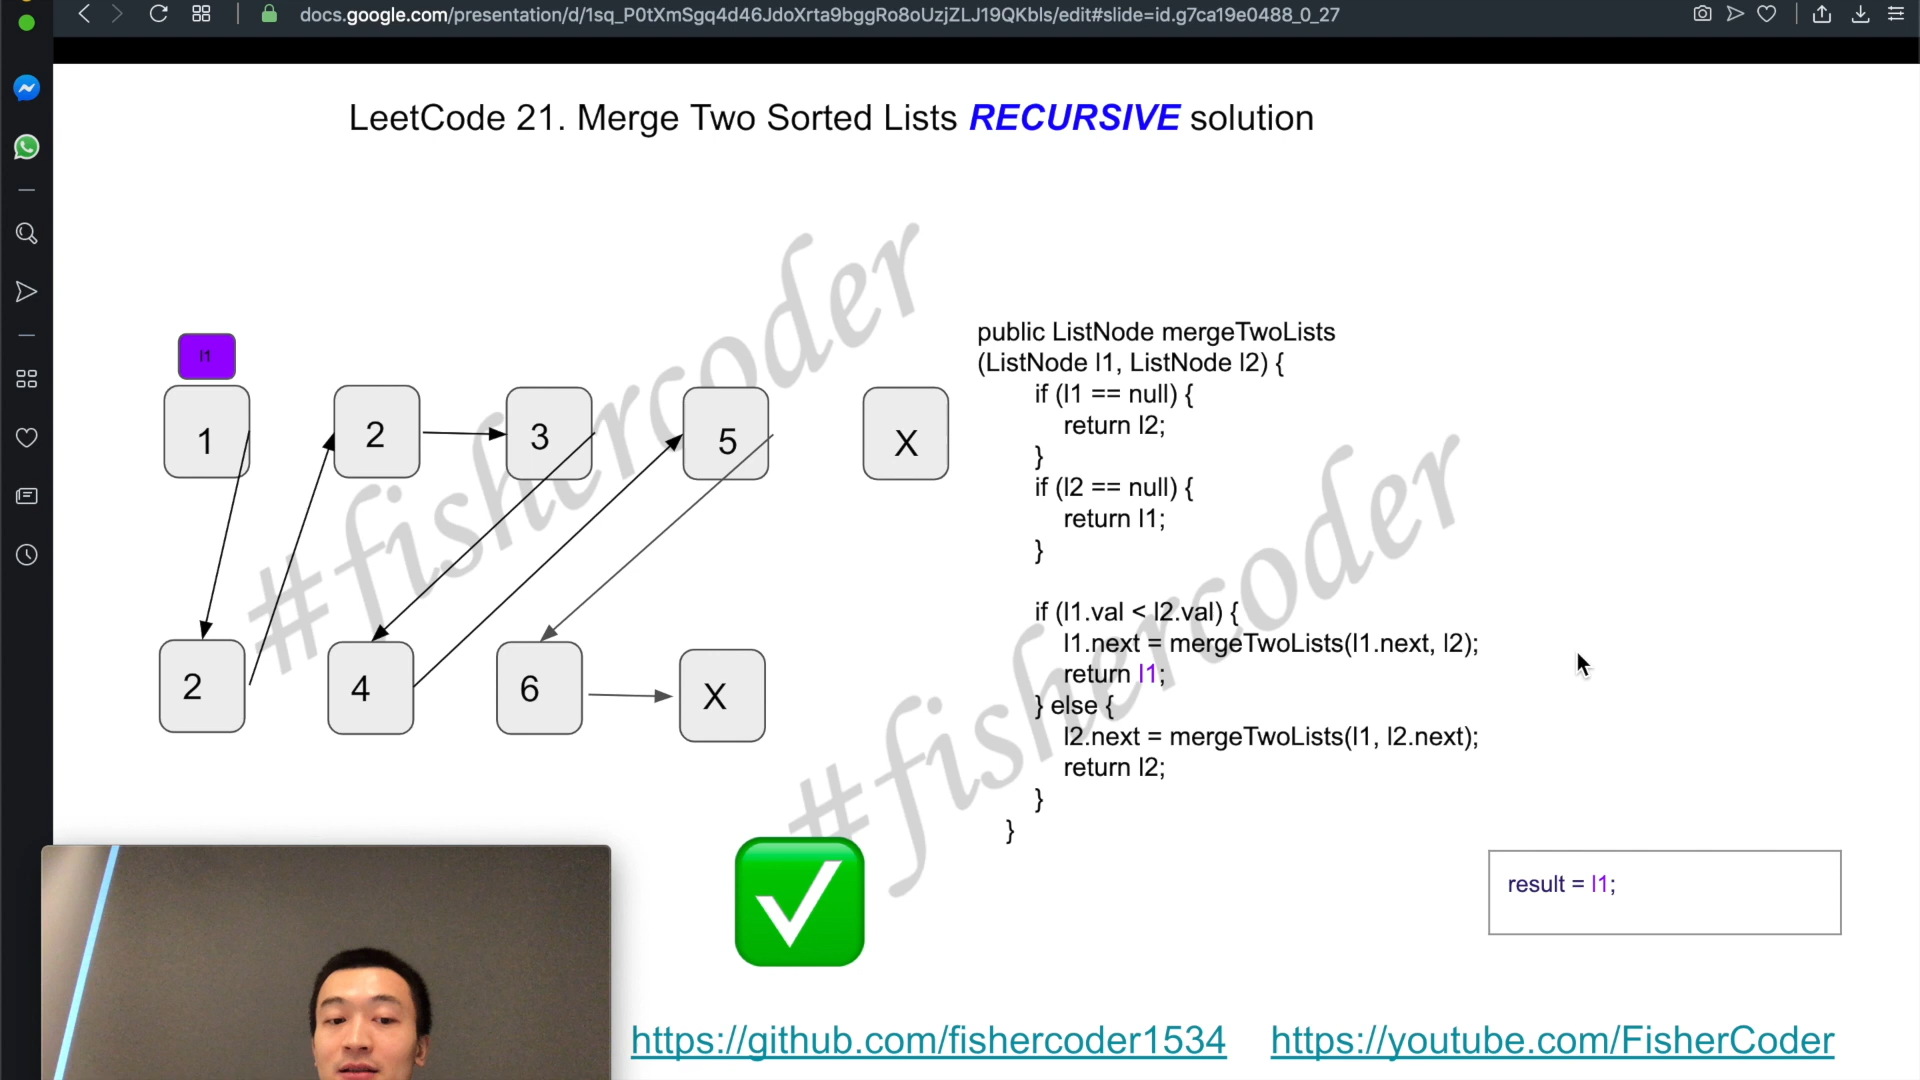 docs.google.com/presentation/d/1sq_P0tXmSgq4d46JdoXrta9bggRo8oUzjZLJ19QKbls/edit#slide=id.g7ca19e0488_0_27
LeetCode 21. Merge Two Sorted Lists RECURSIVE solution
l1
1
2
3
5
X
2
4
6
X
#fishercoder
#fishercoder
public ListNode mergeTwoLists
(ListNode l1, ListNode l2) {
if (l1 == null) {
return l2;
}
if (l2 == null) {
return l1;
}
if (l1.val < l2.val) {
l1.next = mergeTwoLists(l1.next, l2);
return l1;
} else {
l2.next = mergeTwoLists(l1, l2.next);
return l2;
}
}
result = l1;
https://github.com/fishercoder1534
https://youtube.com/FisherCoder